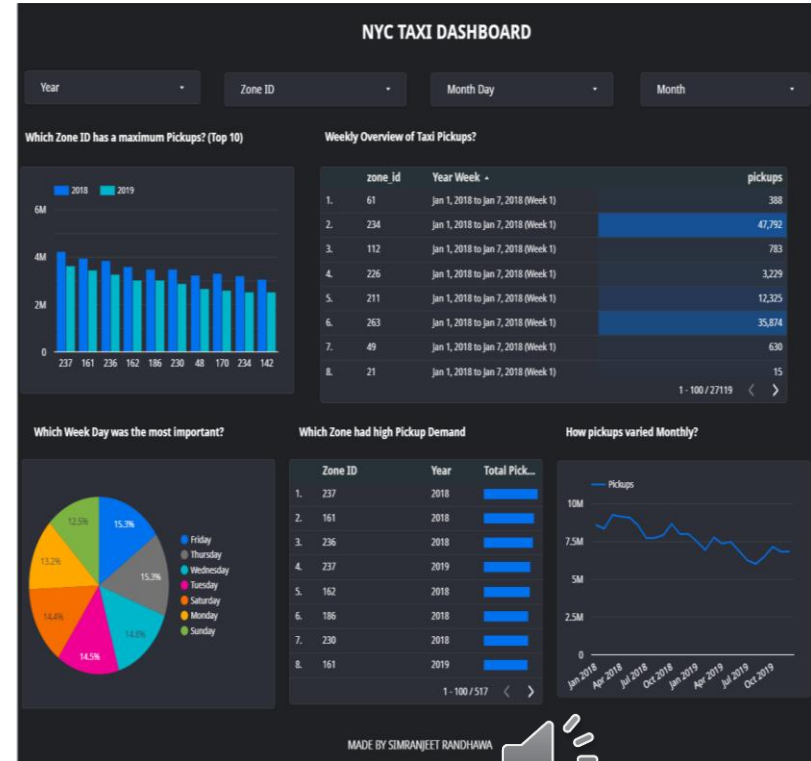 NYC TAXI DASHBOARD
Year Zone ID Month Day Month
Which Zone ID has a maximum Pickups? (Top 10)
2018 2019
6M
4M
2M
0
237 161 236 162 186 230 48 170 234 142
Weekly Overview of Taxi Pickups?
zone_id Year Week pickups
1. 61 Jan 1, 2018 to Jan 7, 2018 (Week 1) 388
2. 234 Jan 1, 2018 to Jan 7, 2018 (Week 1) 47,792
3. 112 Jan 1, 2018 to Jan 7, 2018 (Week 1) 783
4. 226 Jan 1, 2018 to Jan 7, 2018 (Week 1) 3,229
5. 211 Jan 1, 2018 to Jan 7, 2018 (Week 1) 12,325
6. 263 Jan 1, 2018 to Jan 7, 2018 (Week 1) 35,874
7. 49 Jan 1, 2018 to Jan 7, 2018 (Week 1) 630
8. 21 Jan 1, 2018 to Jan 7, 2018 (Week 1) 15
1 - 100 / 27119
Which Week Day was the most important?
12.5% 15.3%
13.2% 15.3%
14.4% 14.8%
14.5%
Friday
Thursday
Wednesday
Tuesday
Saturday
Monday
Sunday
Which Zone had high Pickup Demand
Zone ID Year Total Pick...
1. 237 2018
2. 161 2018
3. 236 2018
4. 237 2019
5. 162 2018
6. 186 2018
7. 230 2018
8. 161 2019
1 - 100 / 517
How pickups varied Monthly?
Pickups
10M
7.5M
5M
2.5M
0
Jan 2018 Apr 2018 Jul 2018 Oct 2018 Jan 2019 Apr 2019 Jul 2019 Oct 2019
MADE BY SIMRANJEET RANDHAWA